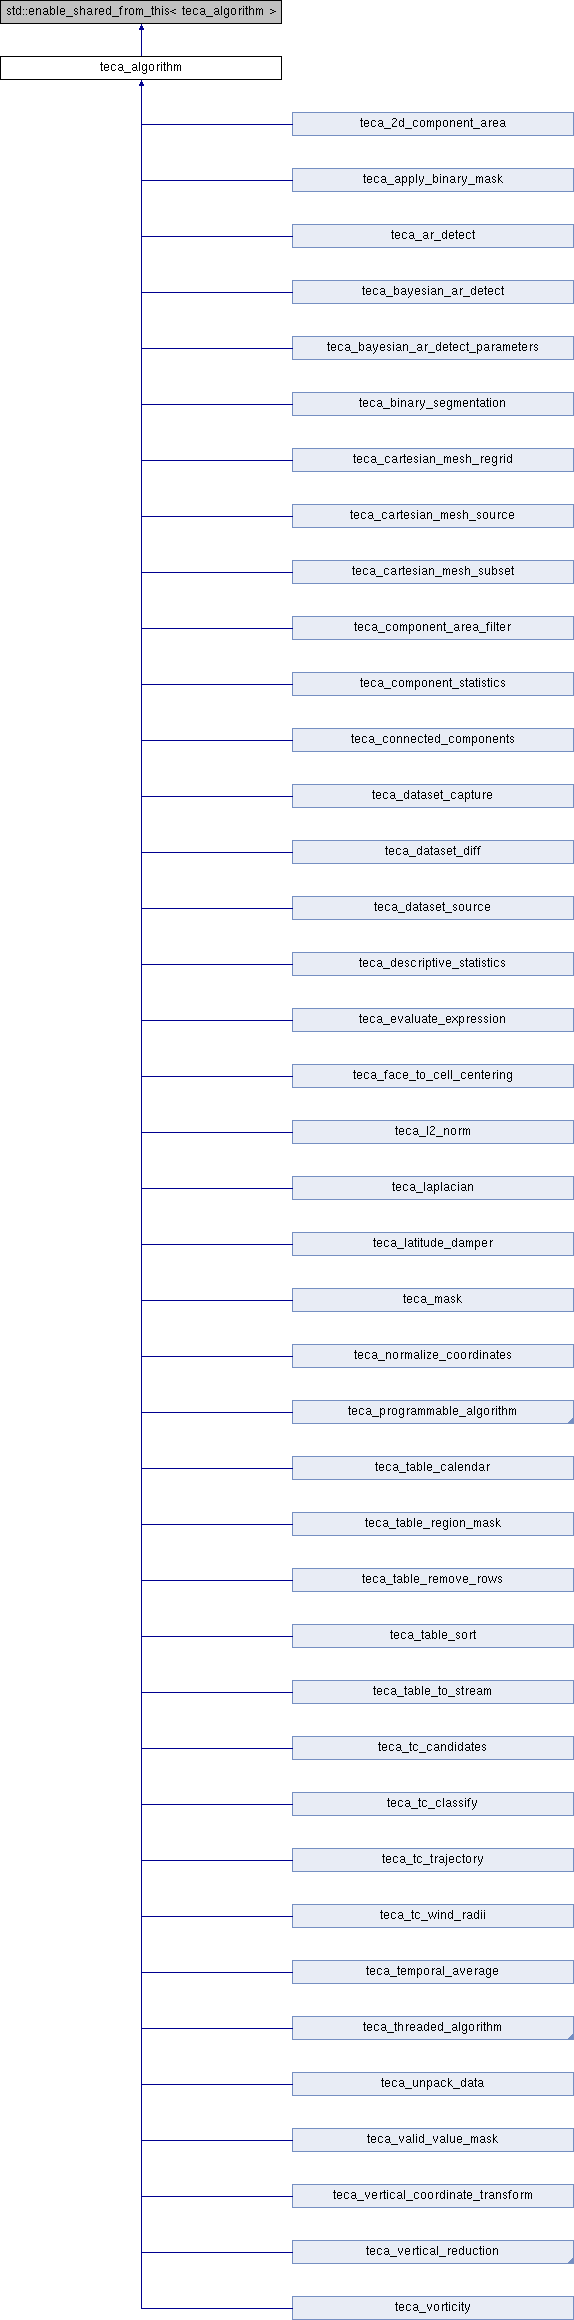 std::enable_shared_from_this< teca_algorithm >
teca_algorithm
teca_2d_component_area
teca_apply_binary_mask
teca_ar_detect
teca_bayesian_ar_detect
teca_bayesian_ar_detect_parameters
teca_binary_segmentation
teca_cartesian_mesh_regrid
teca_cartesian_mesh_source
teca_cartesian_mesh_subset
teca_component_area_filter
teca_component_statistics
teca_connected_components
teca_dataset_capture
teca_dataset_diff
teca_dataset_source
teca_descriptive_statistics
teca_evaluate_expression
teca_face_to_cell_centering
teca_l2_norm
teca_laplacian
teca_latitude_damper
teca_mask
teca_normalize_coordinates
teca_programmable_algorithm
teca_table_calendar
teca_table_region_mask
teca_table_remove_rows
teca_table_sort
teca_table_to_stream
teca_tc_candidates
teca_tc_classify
teca_tc_trajectory
teca_tc_wind_radii
teca_temporal_average
teca_threaded_algorithm
teca_unpack_data
teca_valid_value_mask
teca_vertical_coordinate_transform
teca_vertical_reduction
teca_vorticity